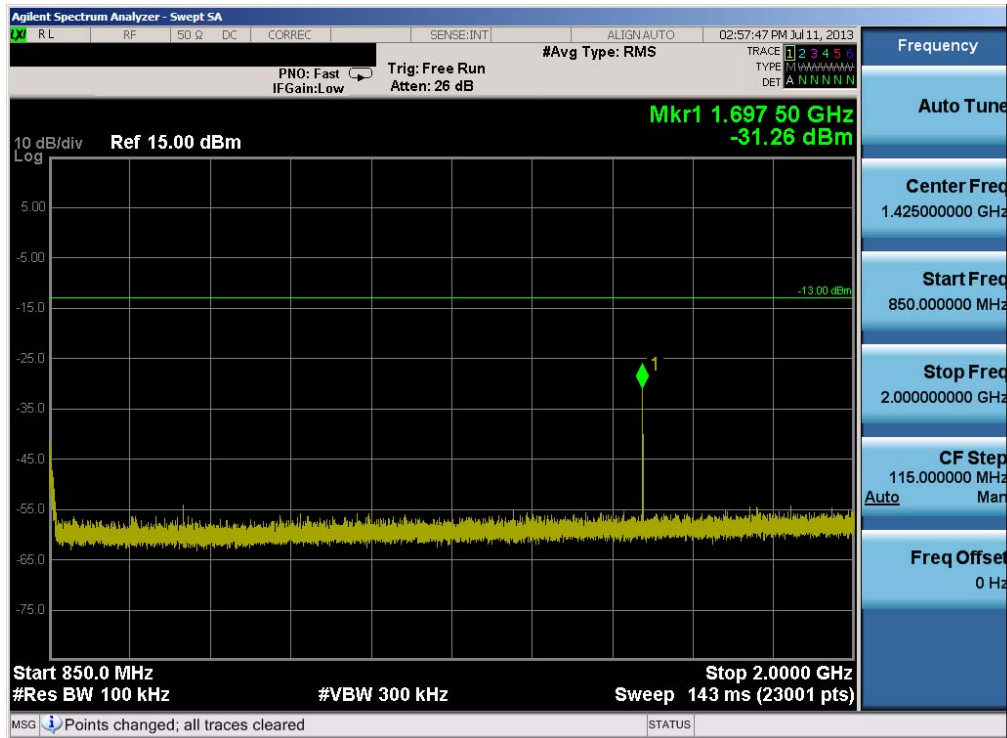 Agilent Spectrum Analyzer - Swept SA
LXI RL RF 50 Ω DC CORREC SENSE:INT ALIGNAUTO 02:57:47 PM Jul 11, 2013
#Avg Type: RMS
TRACE 1 2 3 4 5 6
TYPE M
DET A N N N N N
PNO: Fast
IFGain:Low
Trig: Free Run
Atten: 26 dB
Mkr1 1.697 50 GHz
-31.26 dBm
10 dB/div
Log
Ref 15.00 dBm
5.00
-5.00
-13.00 dBm
-15.0
-25.0
1
-35.0
-45.0
-55.0
-65.0
-75.0
Start 850.0 MHz
Stop 2.0000 GHz
#Res BW 100 kHz
#VBW 300 kHz
Sweep 143 ms (23001 pts)
MSG Points changed; all traces cleared
STATUS
Frequency
Auto Tune
Center Freq
1.425000000 GHz
Start Freq
850.000000 MHz
Stop Freq
2.000000000 GHz
CF Step
115.000000 MHz
Auto Man
Freq Offset
0 Hz